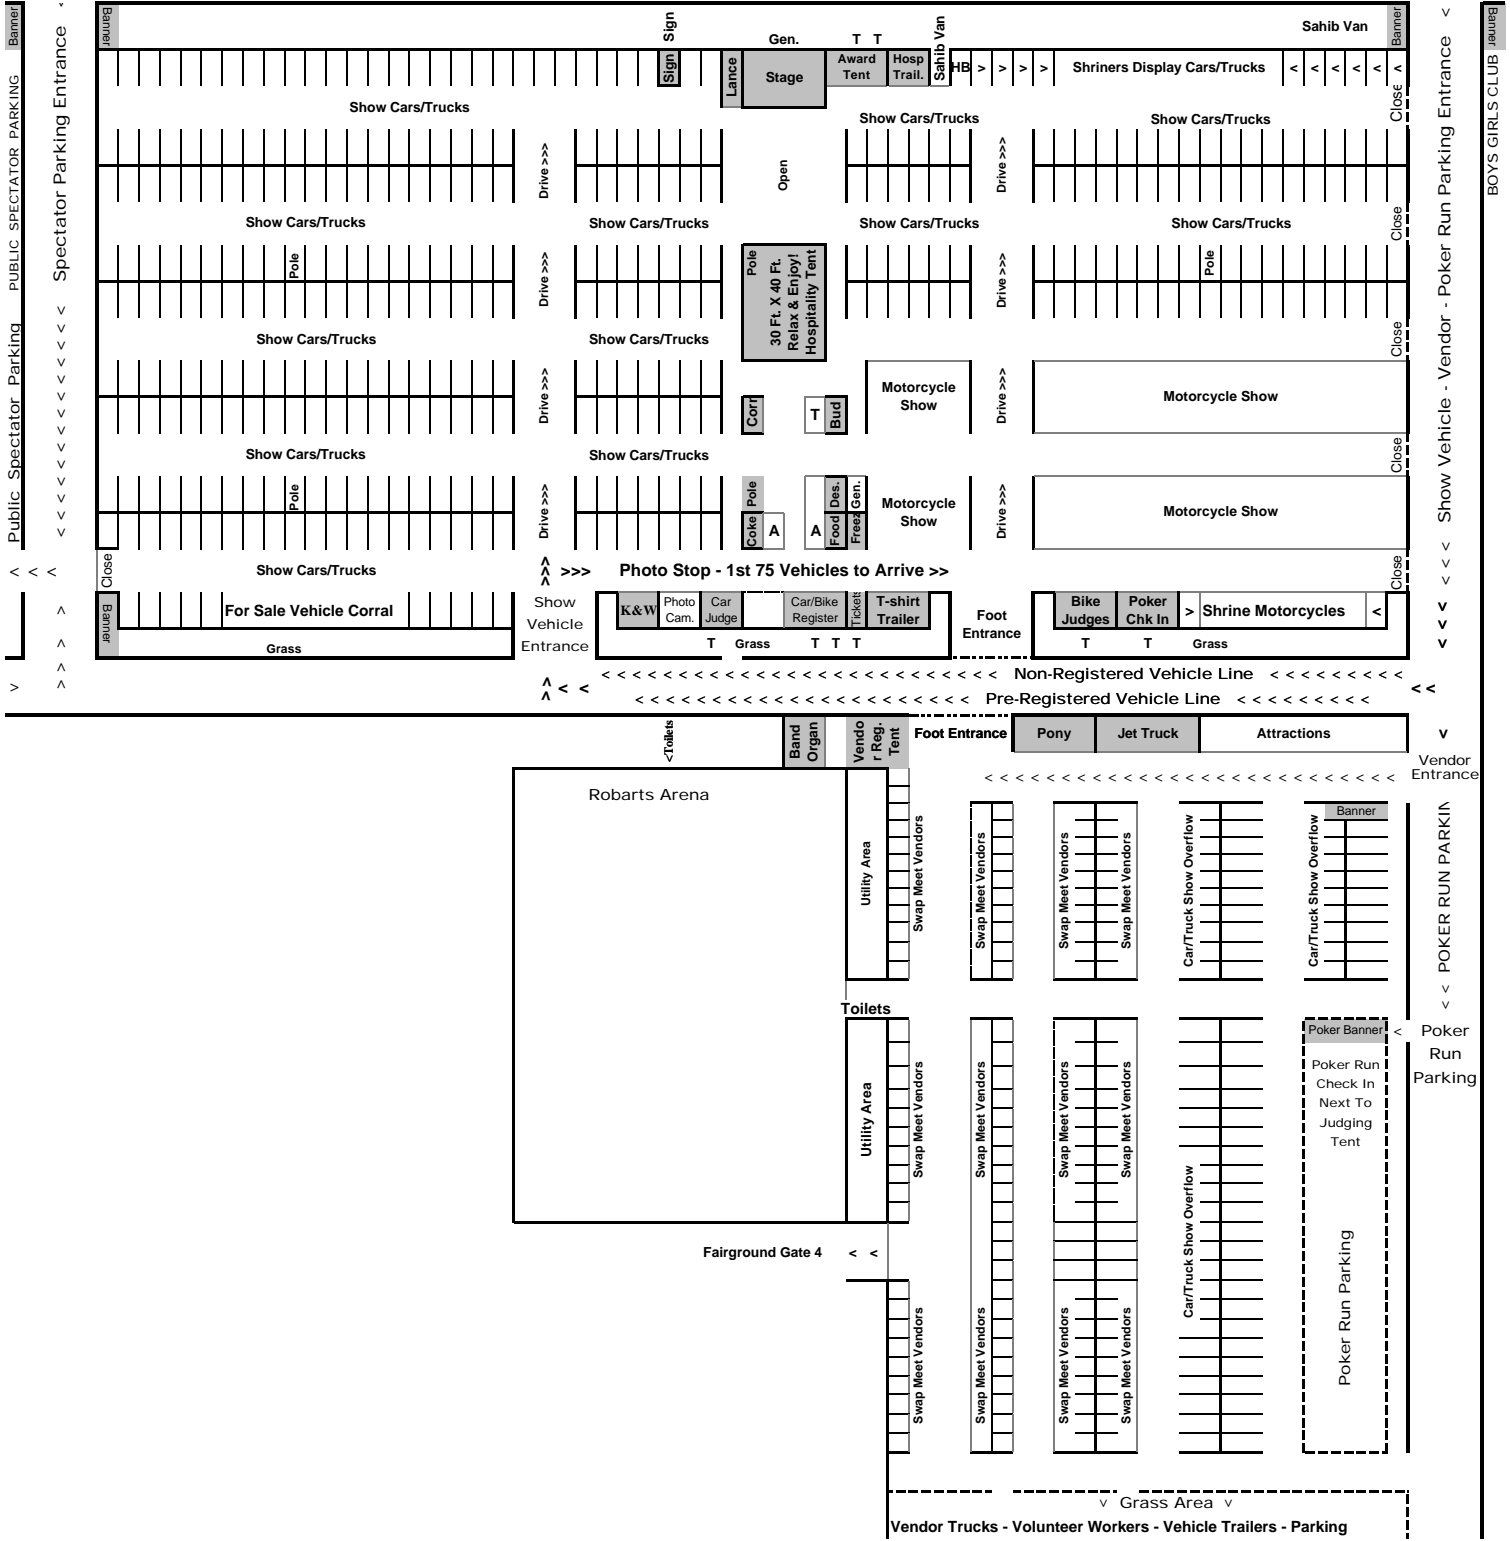 Banner
PUBLIC SPECTATOR PARKING
Public Spectator Parking
Spectator Parking Entrance
< < < < < < < < < < < <
Banner
Sign
Sign
Gen.
T T
Sahib Van
Sahib Van
Banner
Lance
Stage
Award
Tent
Hosp
Trail.
HB > > > >
Shriners Display Cars/Trucks
< < < < < <
Close
Show Cars/Trucks
Show Cars/Trucks
Show Cars/Trucks
Drive >>>
Open
Drive >>>
Show Cars/Trucks
Show Cars/Trucks
Show Cars/Trucks
Show Cars/Trucks
Close
Pole
Drive >>>
Pole
30 Ft. X 40 Ft.
Relax & Enjoy!
Hospitality Tent
Drive >>>
Pole
Show Cars/Trucks
Show Cars/Trucks
Close
Drive >>>
Corr
T
Bud
Motorcycle
Show
Drive >>>
Motorcycle Show
Show Cars/Trucks
Show Cars/Trucks
Close
Pole
Drive >>>
Pole
Coke
A
A
Des.
Gen.
Food
Freez
Motorcycle
Show
Drive >>>
Motorcycle Show
< < <
Close
Show Cars/Trucks
>>>
Photo Stop - 1st 75 Vehicles to Arrive >>
Close
Banner
For Sale Vehicle Corral
Grass
Show
Vehicle
Entrance
K&W
Photo
Cam.
Car
Judge
Car/Bike
Register
Tickets
T-shirt
Trailer
T Grass T T T
Foot
Entrance
Bike
Judges
Poker
Chk In
> Shrine Motorcycles <
T T Grass
< < < < < < < < < < < < < < < < < < < < < < < < Non-Registered Vehicle Line < < < < < < < < <
< < < < < < < < < < < < < < < < < < < < < Pre-Registered Vehicle Line < < < < < < < < <
< <
<<
Show Vehicle - Vendor - Poker Run Parking Entrance
Banner
BOYS GIRLS CLUB
<Toilets
Band
Organ
Vendo
r Reg.
Tent
Foot Entrance
Pony
Jet Truck
Attractions
Vendor
Entrance
< < < < < < < < < < < < < < < < < < < < < < < < < <
Robarts Arena
Utility Area
Swap Meet Vendors
Swap Meet Vendors
Swap Meet Vendors
Swap Meet Vendors
Car/Truck Show Overflow
Car/Truck Show Overflow
Banner
< < POKER RUN PARKIN
Toilets
Utility Area
Swap Meet Vendors
Swap Meet Vendors
Swap Meet Vendors
Swap Meet Vendors
Car/Truck Show Overflow
Poker Banner
<
Poker
Run
Parking
Poker Run
Check In
Next To
Judging
Tent
Poker Run Parking
Fairground Gate 4 < <
Swap Meet Vendors
Swap Meet Vendors
Swap Meet Vendors
Swap Meet Vendors
v Grass Area v
Vendor Trucks - Volunteer Workers - Vehicle Trailers - Parking